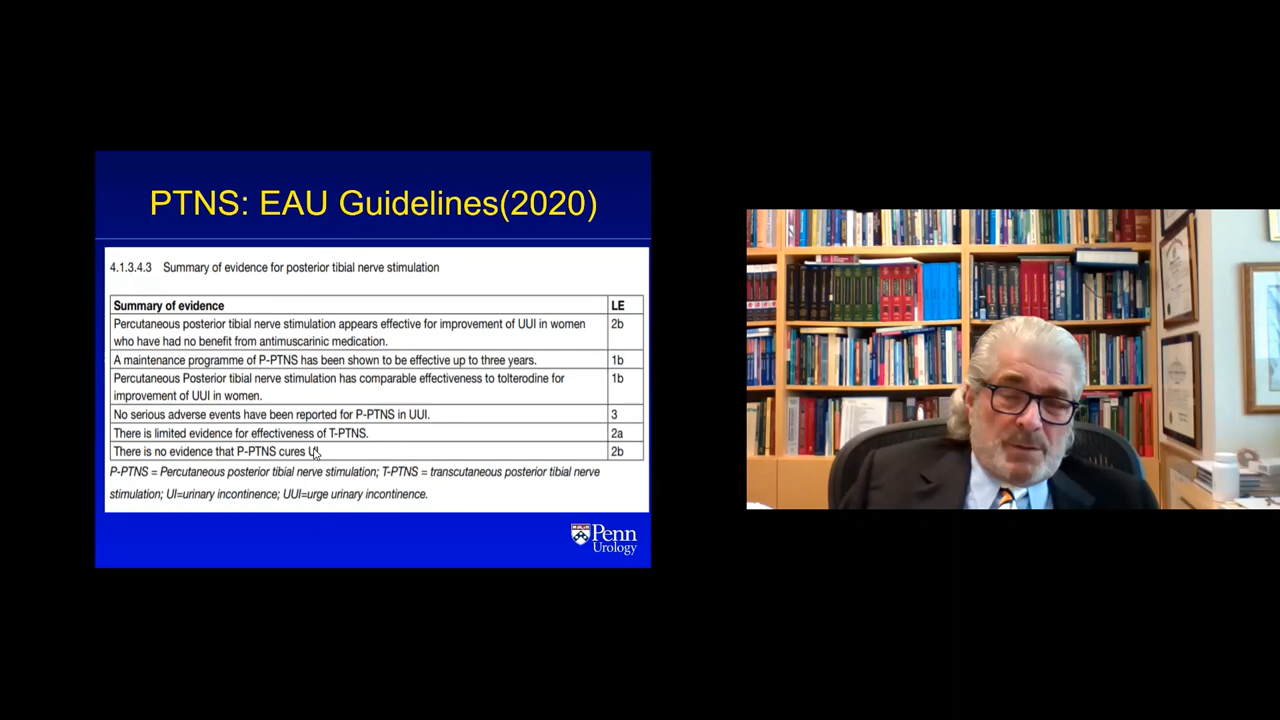 PTNS: EAU Guidelines(2020)
4.1.3.4.3 Summary of evidence for posterior tibial nerve stimulation
Summary of evidence LE
Percutaneous posterior tibial nerve stimulation appears effective for improvement of UUI in women 2b
who have had no benefit from antimuscarinic medication.
A maintenance programme of P-PTNS has been shown to be effective up to three years. 1b
Percutaneous Posterior tibial nerve stimulation has comparable effectiveness to tolterodine for 1b
improvement of UUI in women.
No serious adverse events have been reported for P-PTNS in UUI. 3
There is limited evidence for effectiveness of T-PTNS. 2a
There is no evidence that P-PTNS cures 2b
P-PTNS = Percutaneous posterior tibial nerve stimulation; T-PTNS = transcutaneous posterior tibial nerve
stimulation; UI=urinary incontinence; UUI=urge urinary incontinence.
Penn
Urology